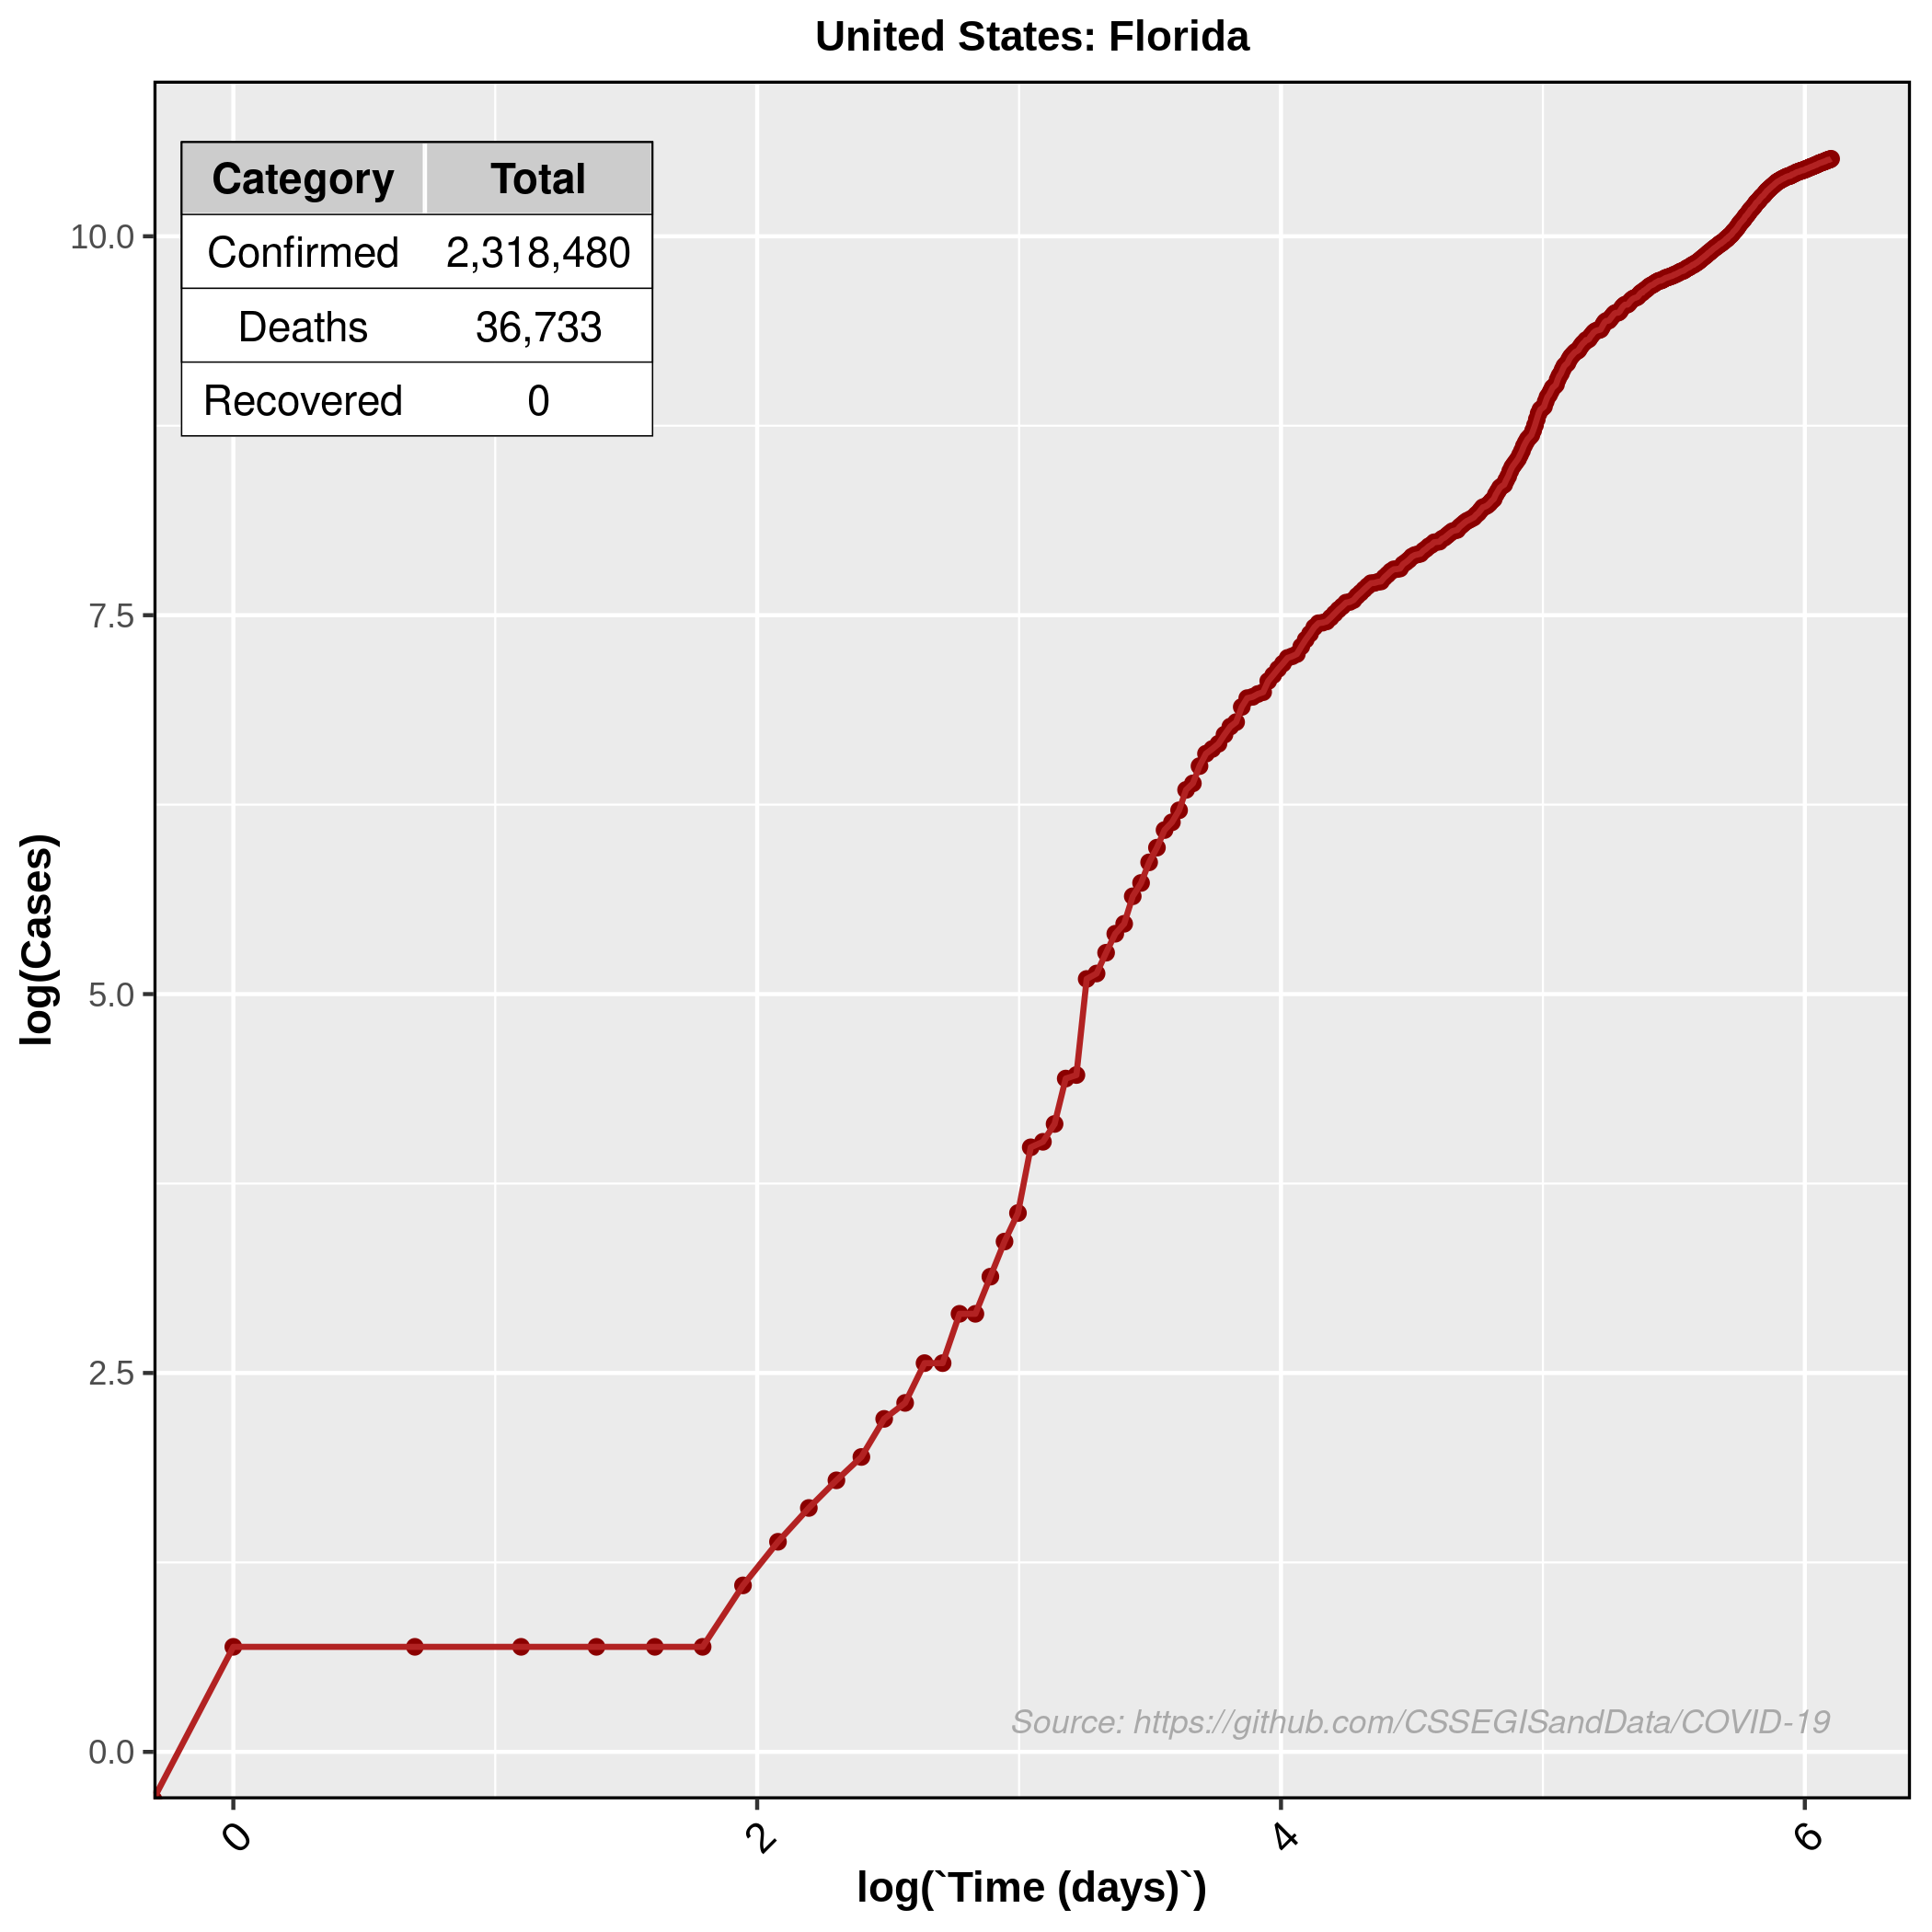 United States: Florida
Category Total
Confirmed 2,318,480
Deaths 36,733
Recovered 0
10.0
7.5
5.0
2.5
0.0
log(Cases)
Source: https://github.com/CSSEGISandData/COVID-19
0 2 4 6
log(`Time (days)`)